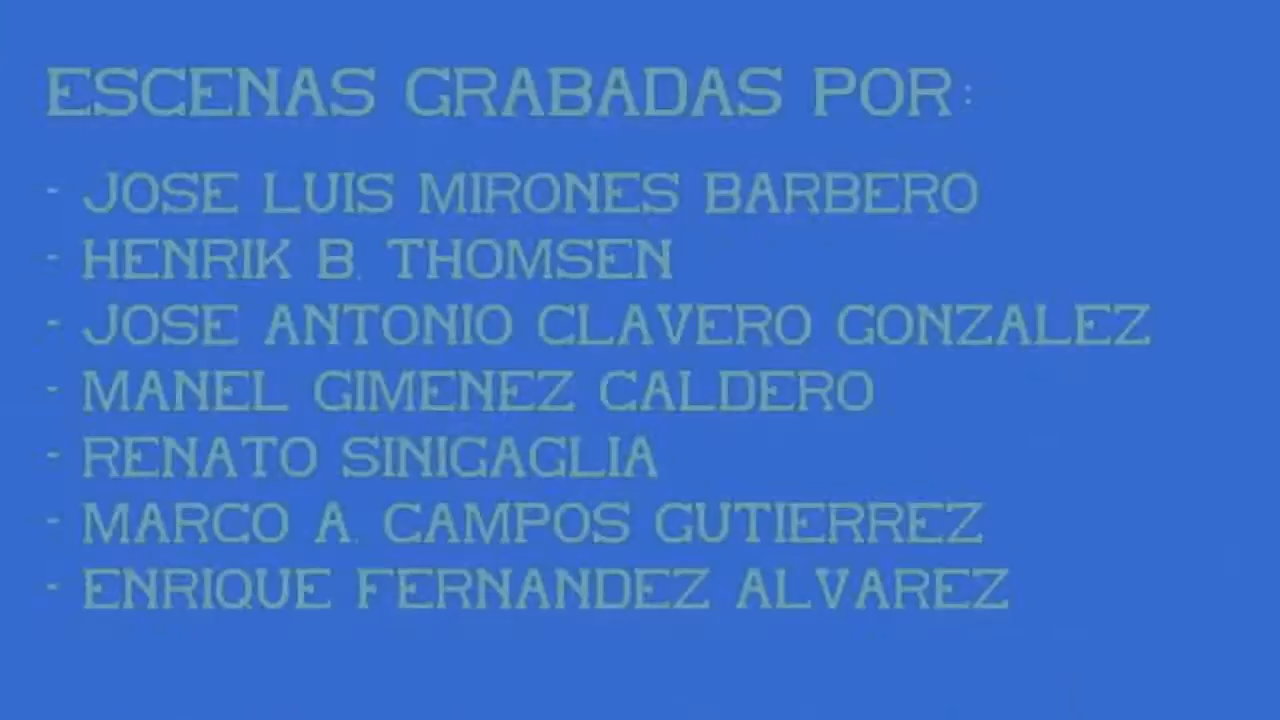 ESCENAS GRABADAS POR:
- JOSE LUIS MIRONES BARBERO
- HENRIK B. THOMSEN
- JOSE ANTONIO CLAVERO GONZALEZ
- MANEL GIMENEZ CALDERO
- RENATO SINIGAGLIA
- MARCO A. CAMPOS GUTIERREZ
- ENRIQUE FERNANDEZ ALVAREZ